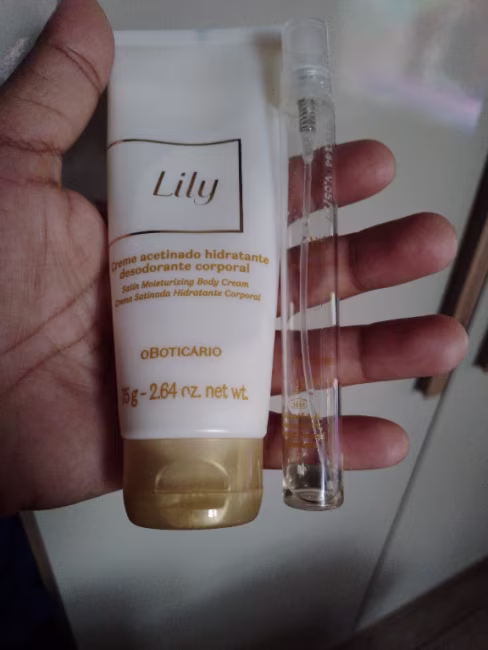 Lily
Creme acetinado hidratante
desodorante corporal
Satin Moisturizing Body Cream
Crema Satinada Hidratante Corporal
oBOTICÁRIO
75 g - 2.64 oz. net wt.